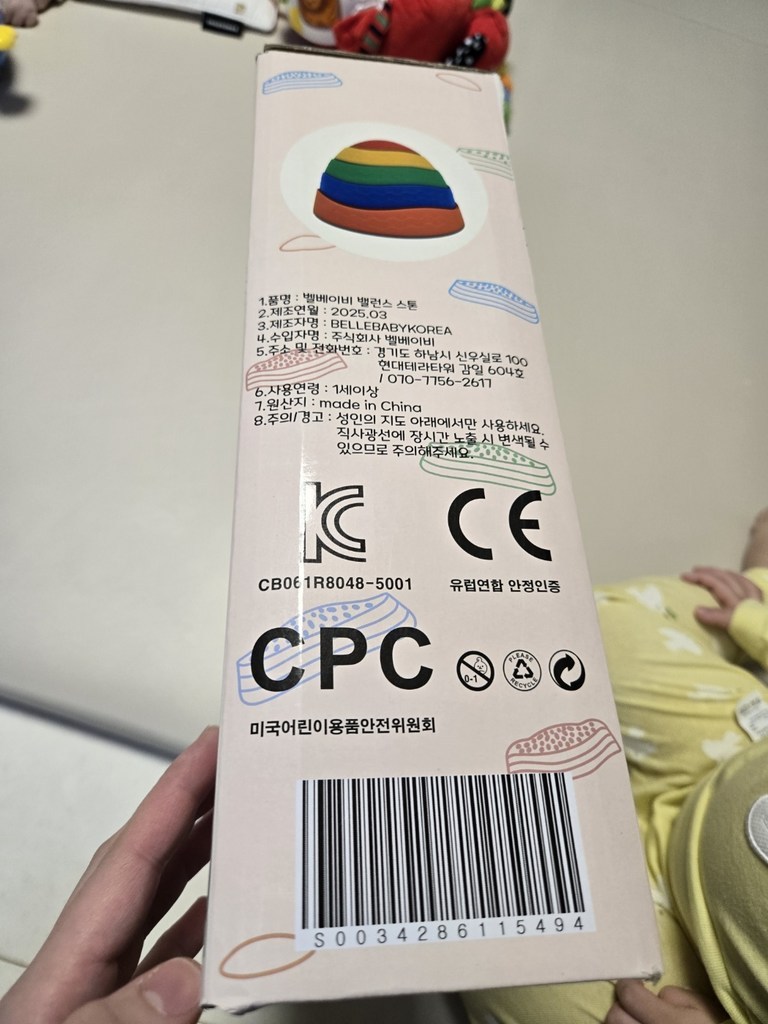 1.품명 : 벨베이비 밸런스 스톤
2.제조연월 : 2025.03
3.제조자명 : BELLEBABYKOREA
4.수입자명 : 주식회사 벨베이비
5.주소 및 전화번호 : 경기도 하남시 신우실로 100
현대테라타워 감일 604호
/ 070-7756-2617
6.사용연령 : 1세이상
7.원산지 : made in China
8.주의/경고 : 성인의 지도 아래에서만 사용하세요.
직사광선에 장시간 노출 시 변색될 수
있으므로 주의해주세요.
KC
CE
CB061R8048-5001
유럽연합 안정인증
CPC
0-1
PLEASE
RECYCLE
미국어린이용품안전위원회
S0034286115494